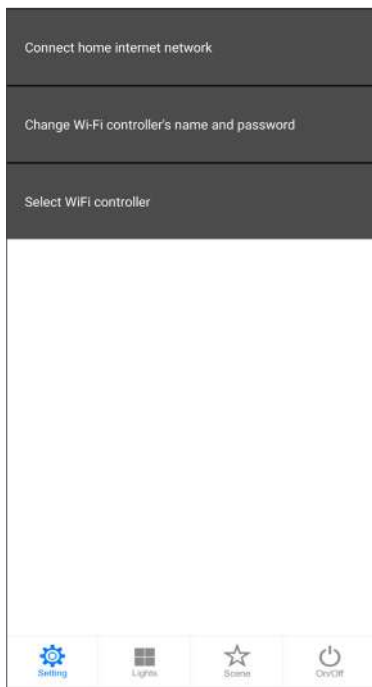 Connect home internet network
Change Wi-Fi controller's name and password
Select WiFi controller
Setting
Lights
Scene
On/Off